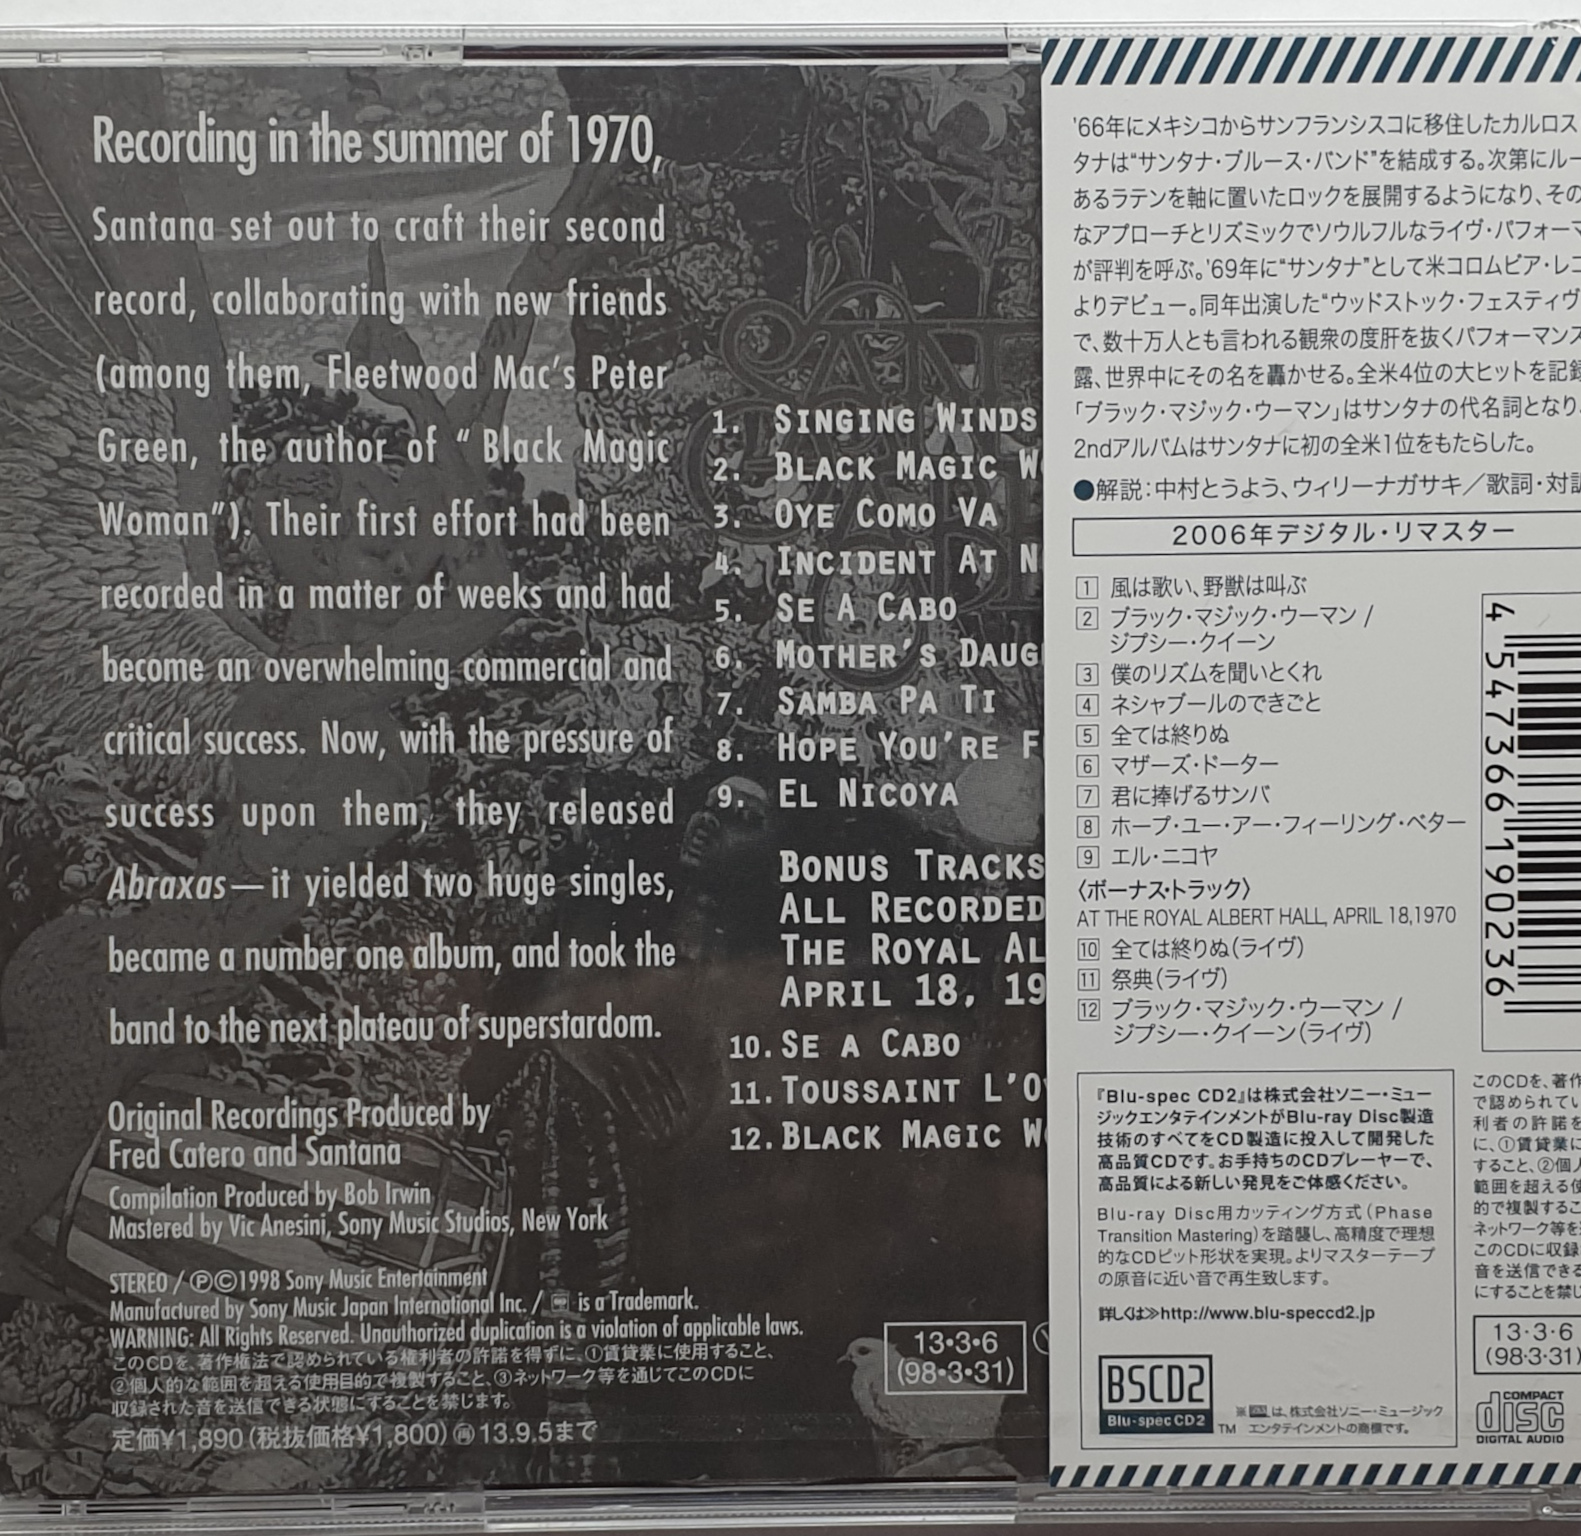 Recording in the summer of 1970,
Santana set out to craft their second
record, collaborating with new friends
(among them, Fleetwood Mac's Peter
Green, the author of “ Black Magic
Woman”). Their first effort had been
recorded in a matter of weeks and had
become an overwhelming commercial and
critical success. Now, with the pressure of
success upon them, they released
Abraxas—it yielded two huge singles,
became a number one album, and took the
band to the next plateau of superstardom.
Original Recordings Produced by
Fred Catero and Santana
Compilation Produced by Bob Irwin
Mastered by Vic Anesini, Sony Music Studios, New York
STEREO / ℗©1998 Sony Music Entertainment
Manufactured by Sony Music Japan International Inc. / is a Trademark.
WARNING: All Rights Reserved. Unauthorized duplication is a violation of applicable laws.
このCDを、著作権法で認められている権利者の許諾を得ずに、①賃貸業に使用すること、
②個人的な範囲を超える使用目的で複製すること、③ネットワーク等を通じてこのCDに
収録された音を送信できる状態にすることを禁じます。
定価¥1,890(税抜価格¥1,800)㊢13.9.5まで
SANT
1. SINGING WINDS
2. BLACK MAGIC W
3. OYE COMO VA
4. INCIDENT AT N
5. SE A CABO
6. MOTHER'S DAUG
7. SAMBA PA TI
8. HOPE YOU'RE F
9. EL NICOYA
BONUS TRACKS
ALL RECORDED
THE ROYAL AL
APRIL 18, 19
10. SE A CABO
11. TOUSSAINT L'O
12. BLACK MAGIC W
13•3•6
(98•3•31)
'66年にメキシコからサンフランシスコに移住したカルロス
タナは“サンタナ・ブルース・バンド”を結成する。次第にルー
あるラテンを軸に置いたロックを展開するようになり、その
なアプローチとリズミックでソウルフルなライヴ・パフォーマ
が評判を呼ぶ。'69年に“サンタナ”として米コロムビア・レコ
よりデビュー。同年出演した“ウッドストック・フェスティヴ
で、数十万人とも言われる観衆の度肝を抜くパフォーマンス
露、世界中にその名を轟かせる。全米4位の大ヒットを記録
「ブラック・マジック・ウーマン」はサンタナの代名詞となり、
2ndアルバムはサンタナに初の全米1位をもたらした。
●解説：中村とうよう、ウィリーナガサキ／歌詞・対訳
2006年デジタル・リマスター
1 風は歌い、野獣は叫ぶ
2 ブラック・マジック・ウーマン /
ジプシー・クイーン
3 僕のリズムを聞いとくれ
4 ネシャブールのできごと
5 全ては終りぬ
6 マザーズ・ドーター
7 君に捧げるサンバ
8 ホープ・ユー・アー・フィーリング・ベター
9 エル・ニコヤ
〈ボーナス・トラック〉
AT THE ROYAL ALBERT HALL, APRIL 18,1970
10 全ては終りぬ(ライヴ)
11 祭典(ライヴ)
12 ブラック・マジック・ウーマン /
ジプシー・クイーン(ライヴ)
4 547366 190236
『Blu-spec CD2』は株式会社ソニー・ミュー
ジックエンタテインメントがBlu-ray Disc製造
技術のすべてをCD製造に投入して開発した
高品質CDです。お手持ちのCDプレーヤーで、
高品質による新しい発見をご体感ください。
Blu-ray Disc用カッティング方式(Phase
Transition Mastering)を踏襲し、高精度で理想
的なCDピット形状を実現。よりマスターテープ
の原音に近い音で再生致します。
詳しくは≫http://www.blu-speccd2.jp
BSCD2
Blu-spec CD2
TM
※ は、株式会社ソニー・ミュージック
エンタテインメントの商標です。
このCDを、著作
で認められてい
利者の許諾を
に、①賃貸業に
すること、②個人
範囲を超える使
的で複製するこ
ネットワーク等を通
このCDに収録
音を送信できる
にすることを禁じ
13・3・6
(98・3・31)
COMPACT
disc
DIGITAL AUDIO